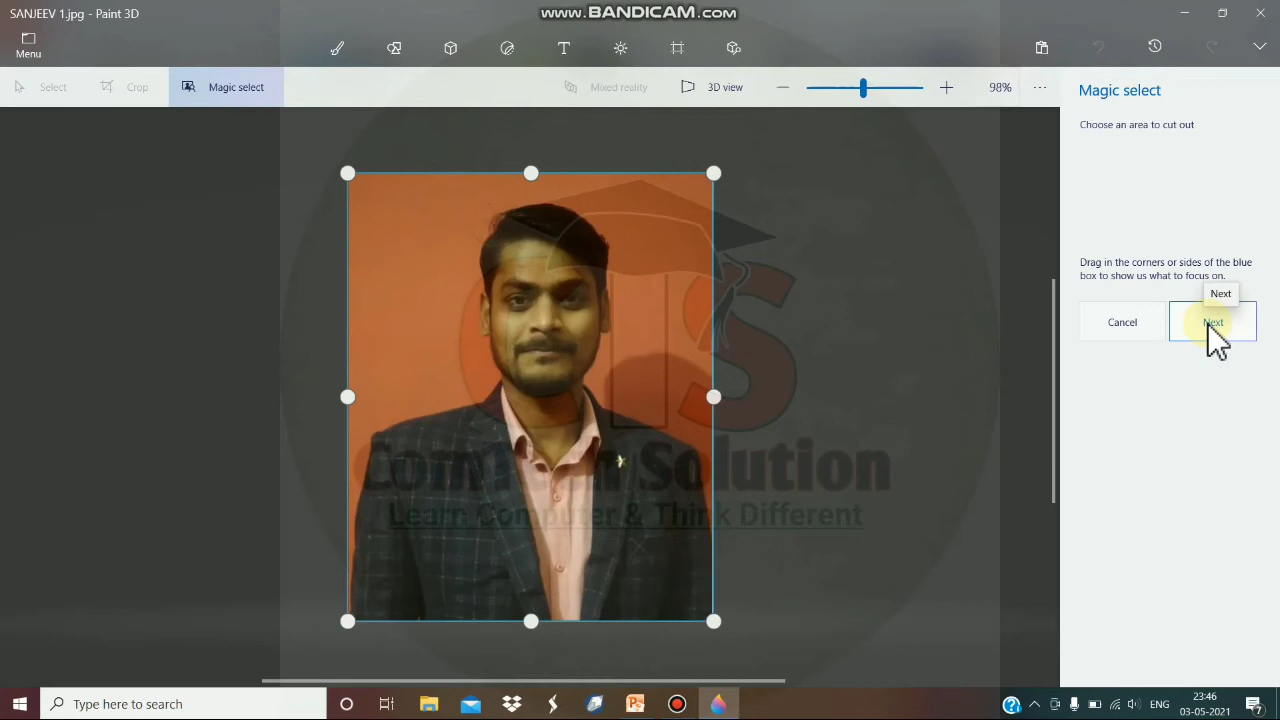 SANJEEV 1.jpg - Paint 3D
www.BANDICAM.com
Menu
Select
Crop
Magic select
Mixed reality
3D view
98%
Magic select
Choose an area to cut out
Drag in the corners or sides of the blue
box to show us what to focus on.
Next
Cancel
Next
Solution
Learn Computer & Think Different
Type here to search
ENG
23:46
03-05-2021
7